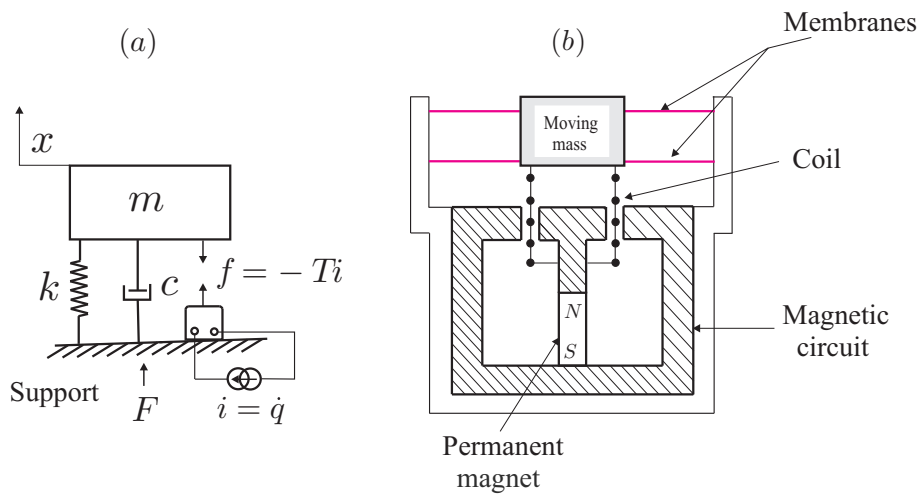 (a)
x
m
k
c
f = − Ti
Support
F
i = q̇
(b)
Membranes
Moving
mass
Coil
N
S
Magnetic
circuit
Permanent
magnet